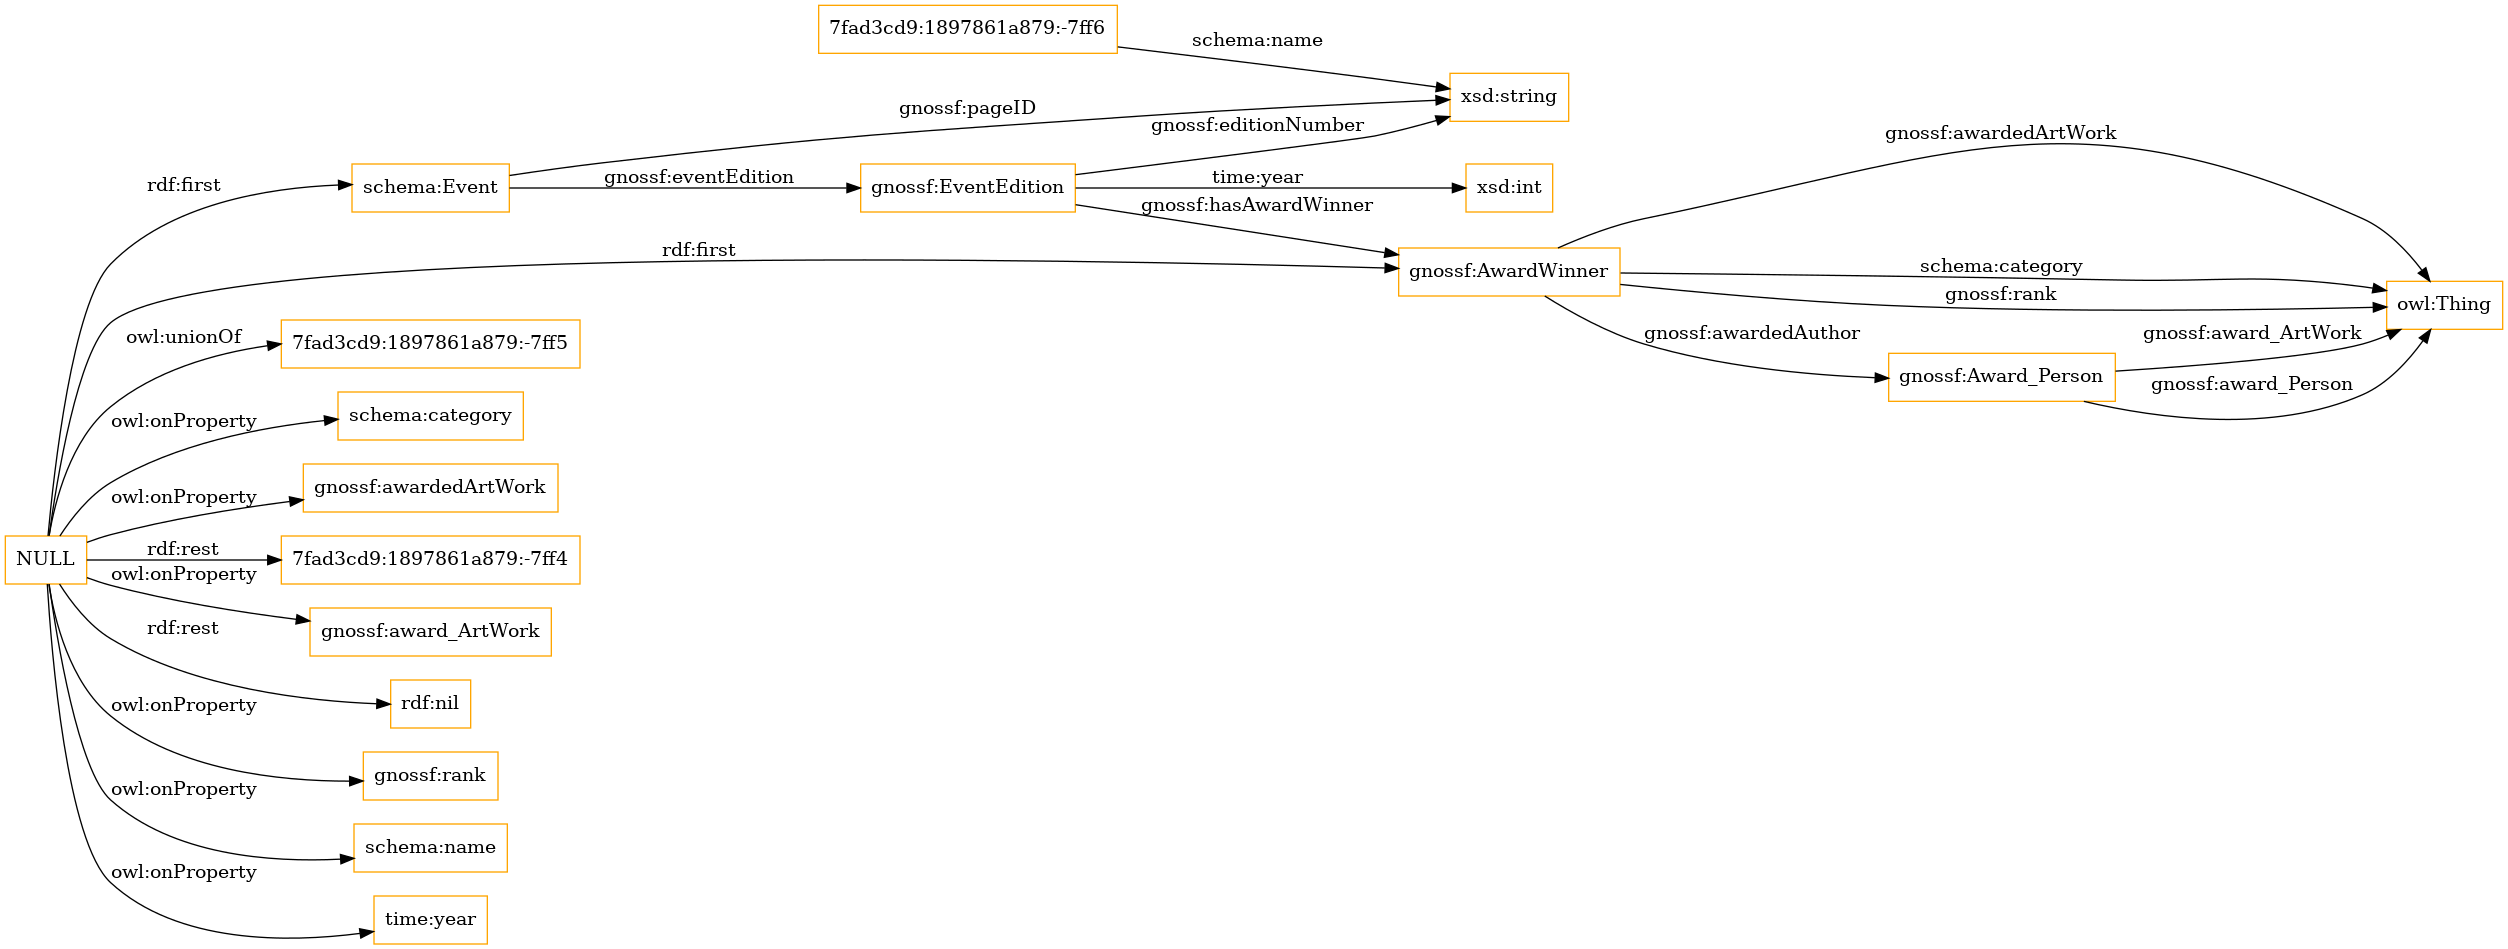 7fad3cd9:1897861a879:-7ff6
schema:name
xsd:string
gnossf:pageID
gnossf:editionNumber
gnossf:awardedArtWork
rdf:first
schema:Event
gnossf:eventEdition
gnossf:EventEdition
time:year
xsd:int
gnossf:hasAwardWinner
rdf:first
gnossf:AwardWinner
schema:category
gnossf:rank
owl:Thing
owl:unionOf
7fad3cd9:1897861a879:-7ff5
gnossf:awardedAuthor
gnossf:award_ArtWork
gnossf:Award_Person
gnossf:award_Person
owl:onProperty
schema:category
owl:onProperty
gnossf:awardedArtWork
NULL
rdf:rest
7fad3cd9:1897861a879:-7ff4
owl:onProperty
gnossf:award_ArtWork
rdf:rest
rdf:nil
owl:onProperty
gnossf:rank
owl:onProperty
schema:name
owl:onProperty
time:year